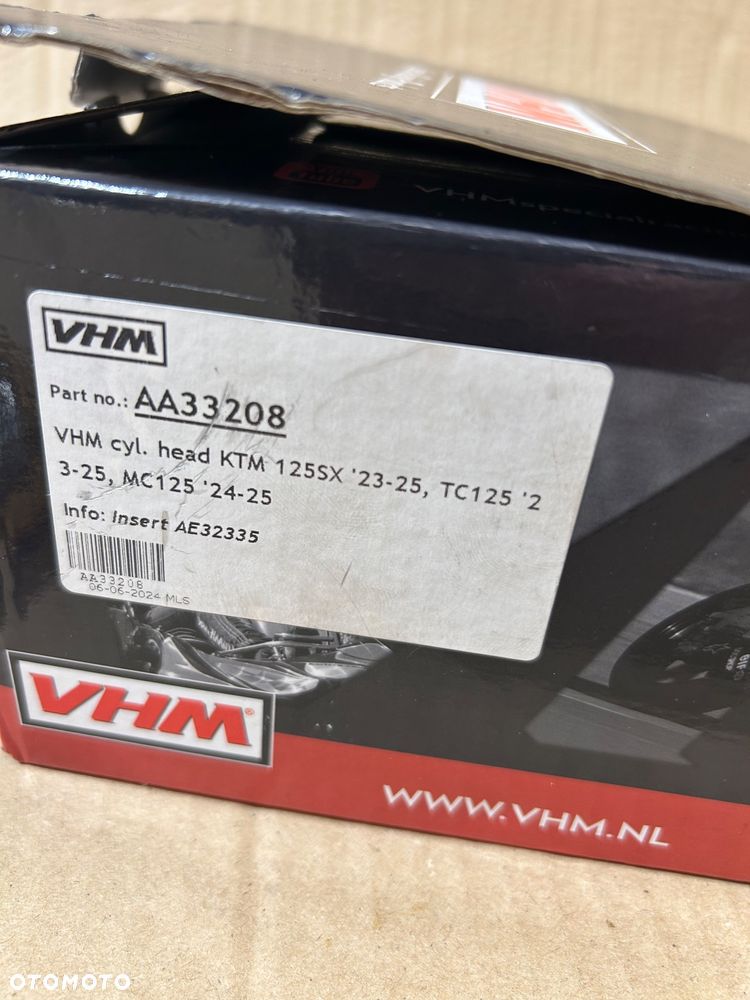 VHM
Part no.: AA33208
VHM cyl. head KTM 125SX '23-25, TC125 '2
3-25, MC125 '24-25
Info: Insert AE32335
AA33208
06-06-2024 MLS
VHM®
WWW.VHM.NL
OTOMOTO